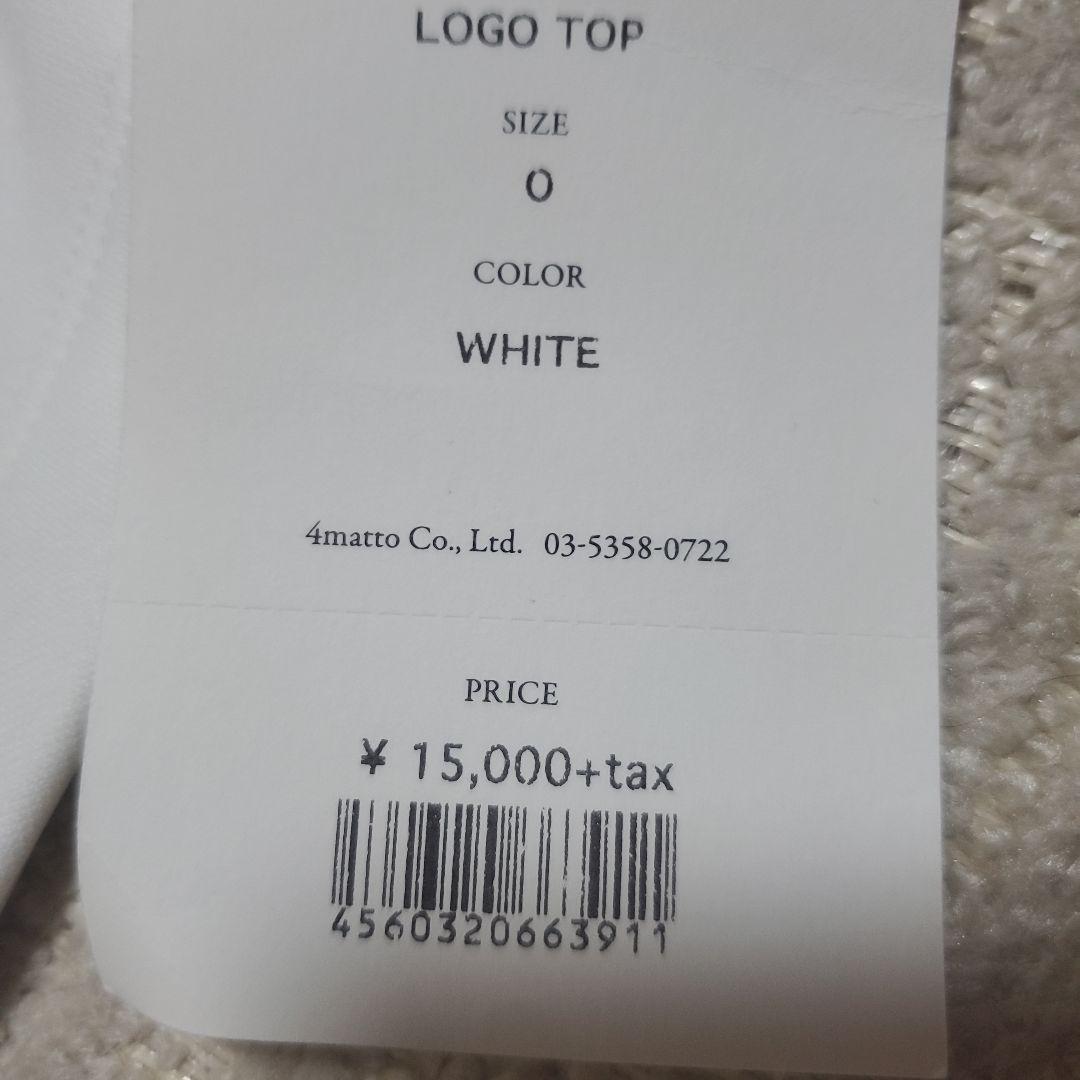 LOGO TOP
SIZE
0
COLOR
WHITE
4matto Co., Ltd. 03-5358-0722
PRICE
¥ 15,000+tax
4560320663911